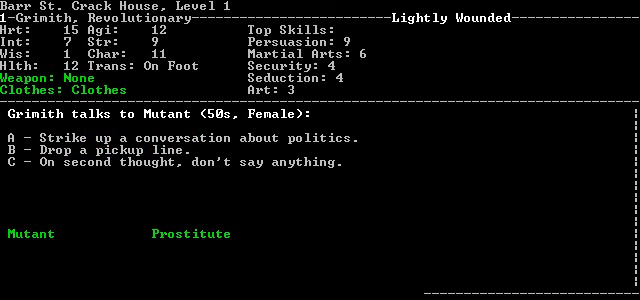 Barr St. Crack House, Level 1
1-Grimith, Revolutionary Lightly Wounded
Hrt: 15 Agi: 12 Top Skills:
Int: 7 Str: 9 Persuasion: 9
Wis: 1 Char: 11 Martial Arts: 6
Hlth: 12 Trans: On Foot Security: 4
Weapon: None Seduction: 4
Clothes: Clothes Art: 3
Grimith talks to Mutant (50s, Female):
A - Strike up a conversation about politics.
B - Drop a pickup line.
C - On second thought, don't say anything.
Mutant Prostitute